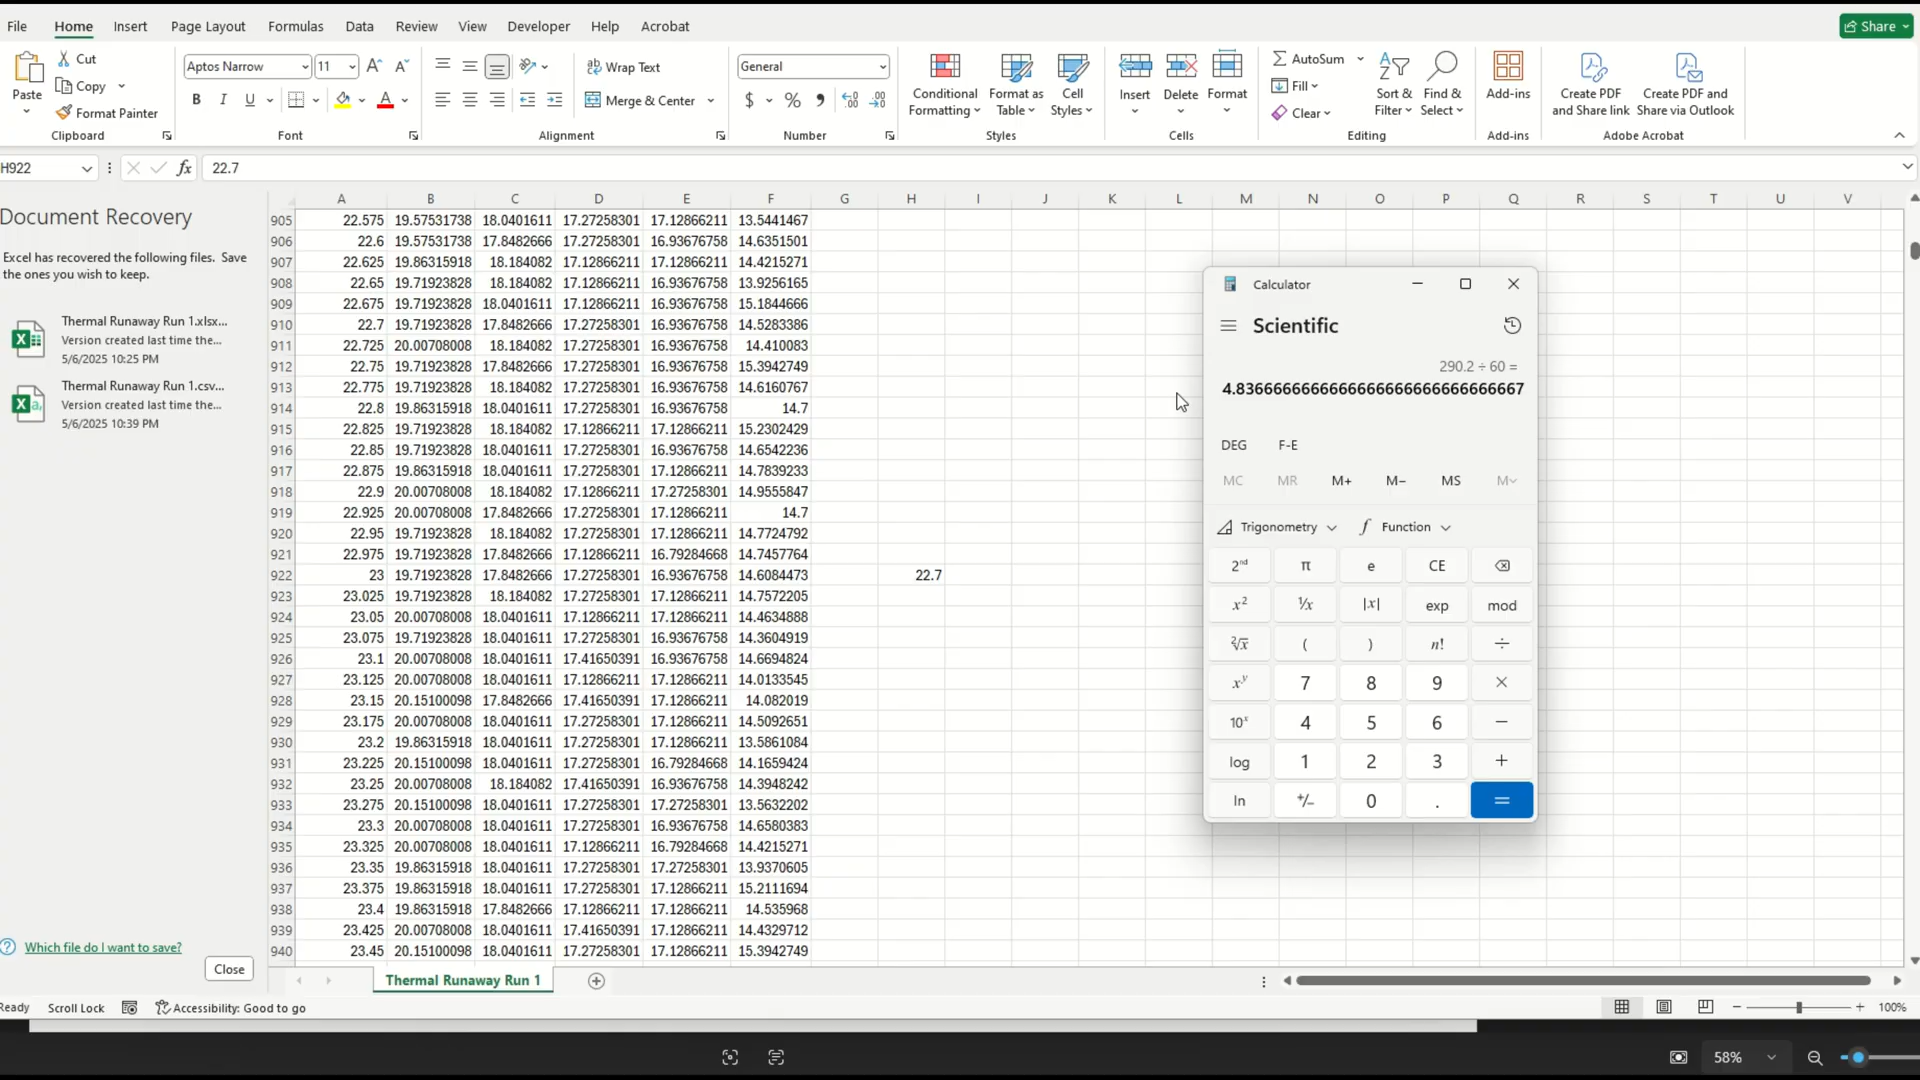 File Home Insert Page Layout Formulas Data Review View Developer Help Acrobat Share
Paste Cut Copy Format Painter Clipboard
Aptos Narrow 11 A A B I U A Font
ab Wrap Text Merge & Center Alignment
General $ % , Number
Conditional Formatting Format as Table Cell Styles Styles
Insert Delete Format Cells
AutoSum Fill Clear Sort & Filter Find & Select Editing
Add-ins Add-ins
Create PDF and Share link Create PDF and Share via Outlook Adobe Acrobat
H922 fx 22.7
Document Recovery
Excel has recovered the following files. Save
the ones you wish to keep.
Thermal Runaway Run 1.xlsx...
Version created last time the...
5/6/2025 10:25 PM
Thermal Runaway Run 1.csv...
Version created last time the...
5/6/2025 10:39 PM
Which file do I want to save?
Close
A B C D E F G H I J K L M N O P Q R S T U V
905 22.575 19.57531738 18.0401611 17.27258301 17.12866211 13.5441467
906 22.6 19.57531738 17.8482666 17.27258301 16.93676758 14.6351501
907 22.625 19.86315918 18.184082 17.12866211 17.12866211 14.4215271
908 22.65 19.71923828 18.184082 17.12866211 16.93676758 13.9256165
909 22.675 19.71923828 18.0401611 17.12866211 16.93676758 15.1844666
910 22.7 19.71923828 17.8482666 17.27258301 16.93676758 14.5283386
911 22.725 20.00708008 18.184082 17.27258301 16.93676758 14.410083
912 22.75 19.71923828 17.8482666 17.27258301 16.93676758 15.3942749
913 22.775 19.71923828 18.184082 17.27258301 16.93676758 14.6160767
914 22.8 19.86315918 18.0401611 17.27258301 16.93676758 14.7
915 22.825 19.71923828 18.184082 17.12866211 17.12866211 15.2302429
916 22.85 19.71923828 18.0401611 17.27258301 16.93676758 14.6542236
917 22.875 19.86315918 18.0401611 17.27258301 17.12866211 14.7839233
918 22.9 20.00708008 18.184082 17.12866211 17.27258301 14.9555847
919 22.925 20.00708008 17.8482666 17.27258301 17.12866211 14.7
920 22.95 19.71923828 18.184082 17.27258301 17.12866211 14.7724792
921 22.975 19.71923828 17.8482666 17.12866211 16.79284668 14.7457764
922 23 19.71923828 17.8482666 17.27258301 16.93676758 14.6084473 22.7
923 23.025 19.71923828 18.184082 17.27258301 17.12866211 14.7572205
924 23.05 20.00708008 18.0401611 17.12866211 17.12866211 14.4634888
925 23.075 19.71923828 18.0401611 17.27258301 16.93676758 14.3604919
926 23.1 20.00708008 18.0401611 17.41650391 16.93676758 14.6694824
927 23.125 20.00708008 18.0401611 17.12866211 17.12866211 14.0133545
928 23.15 20.15100098 17.8482666 17.41650391 17.12866211 14.082019
929 23.175 20.00708008 18.0401611 17.27258301 17.12866211 14.5092651
930 23.2 19.86315918 18.0401611 17.27258301 17.12866211 13.5861084
931 23.225 20.15100098 18.0401611 17.27258301 16.79284668 14.1659424
932 23.25 20.00708008 18.184082 17.41650391 16.93676758 14.3948242
933 23.275 20.15100098 18.0401611 17.27258301 17.27258301 13.5632202
934 23.3 20.00708008 18.0401611 17.27258301 16.93676758 14.6580383
935 23.325 20.00708008 18.0401611 17.12866211 16.79284668 14.4215271
936 23.35 19.86315918 18.0401611 17.27258301 17.27258301 13.9370605
937 23.375 19.86315918 18.0401611 17.27258301 17.12866211 15.2111694
938 23.4 19.86315918 17.8482666 17.12866211 17.12866211 14.535968
939 23.425 20.00708008 18.0401611 17.41650391 17.12866211 14.4329712
940 23.45 20.15100098 18.0401611 17.27258301 17.12866211 15.3942749
Calculator
Scientific
290.2 ÷ 60 =
4.8366666666666666666666666666667
DEG F-E
MC MR M+ M− MS M
Trigonometry f Function
2nd π e CE
x² ¹⁄x |x| exp mod
²√x ( ) n! ÷
xʸ 7 8 9 ×
10ˣ 4 5 6 −
log 1 2 3 +
ln +/− 0 . =
Thermal Runaway Run 1
Ready Scroll Lock Accessibility: Good to go 100%
58%